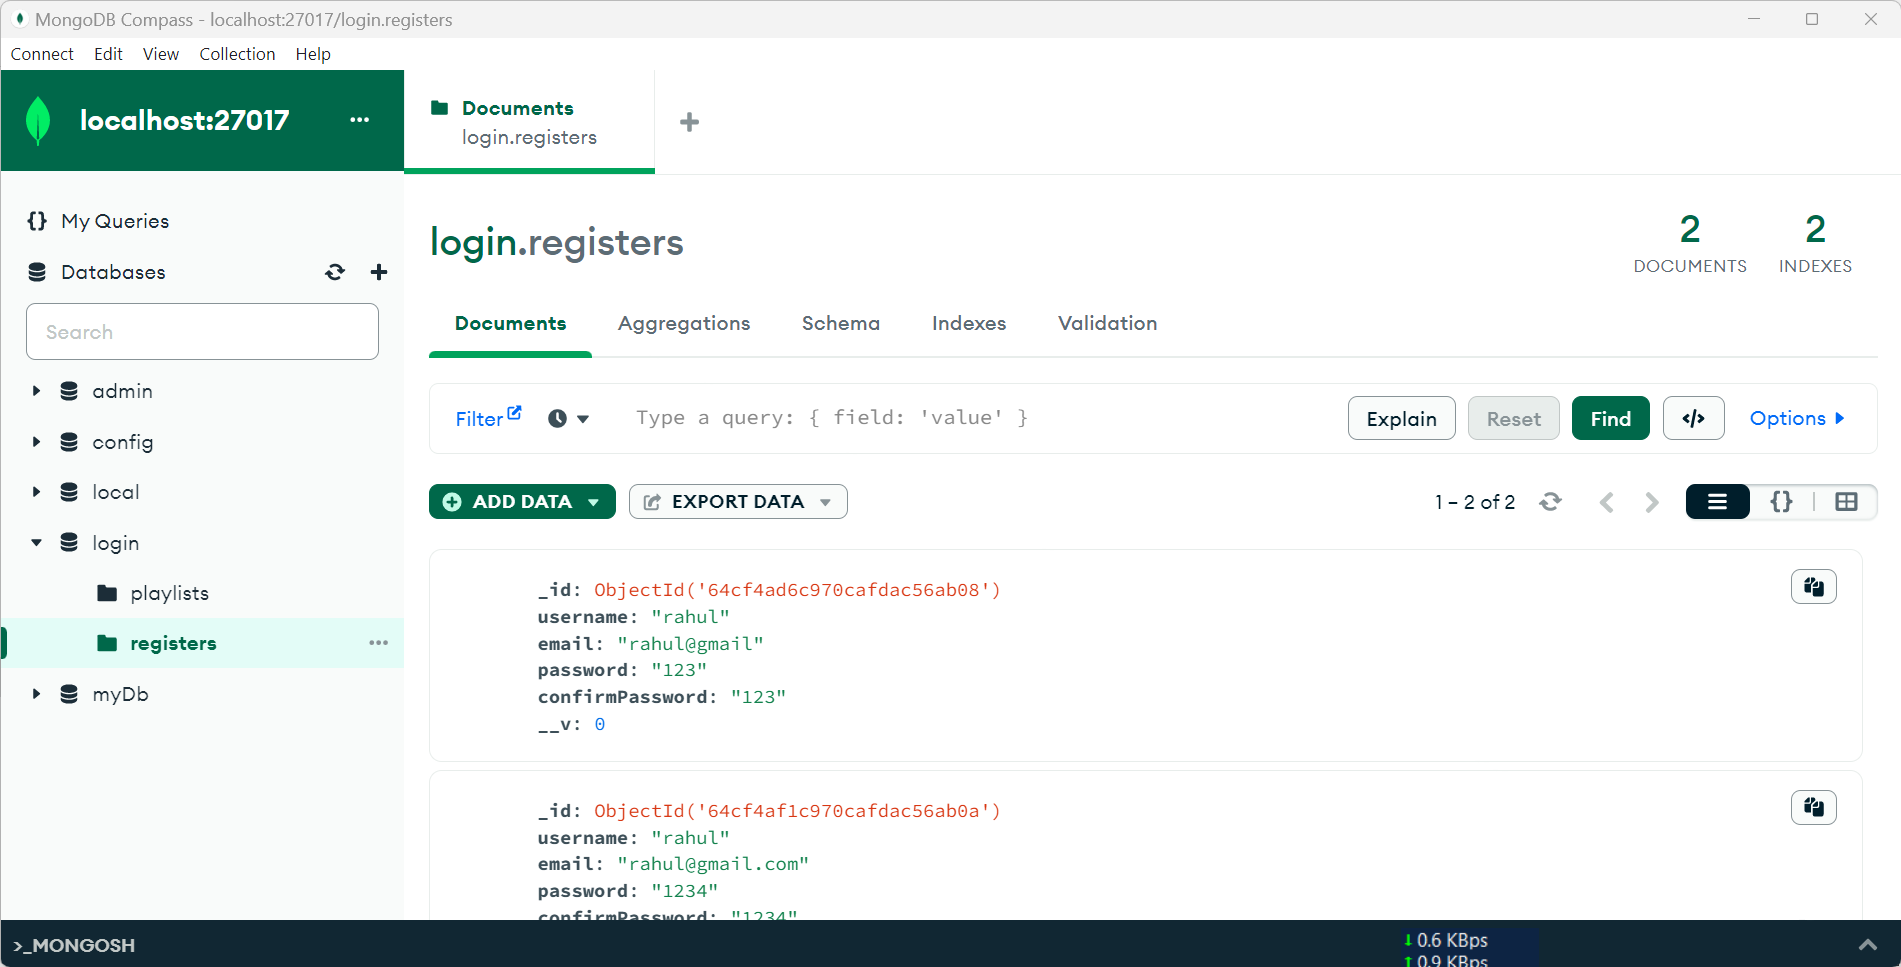 MongoDB Compass - localhost:27017/login.registers
Connect Edit View Collection Help
localhost:27017 ...
Documents
login.registers
{} My Queries
Databases
Search
admin
config
local
login
playlists
registers ...
myDb
login.registers
2 DOCUMENTS
2 INDEXES
Documents Aggregations Schema Indexes Validation
Filter Type a query: { field: 'value' } Explain Reset Find </> Options
ADD DATA EXPORT DATA 1 – 2 of 2 {}
_id: ObjectId('64cf4ad6c970cafdac56ab08')
username: "rahul"
email: "rahul@gmail"
password: "123"
confirmPassword: "123"
__v: 0
_id: ObjectId('64cf4af1c970cafdac56ab0a')
username: "rahul"
email: "rahul@gmail.com"
password: "1234"
confirmPassword: "1234"
>_MONGOSH
0.6 KBps
0.9 KBps